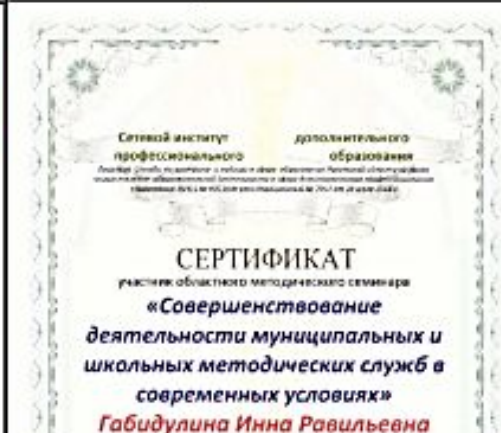 Сетевой институт дополнительного
профессионального образования
СЕРТИФИКАТ
участник областного методического семинара
«Совершенствование
деятельности муниципальных и
школьных методических служб в
современных условиях»
Габидулина Инна Равильевна